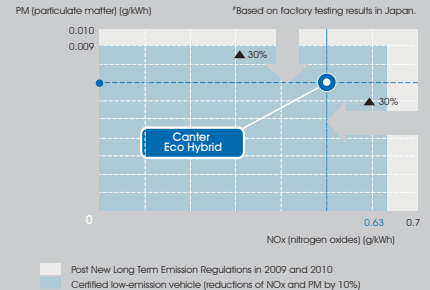 PM (particulate matter) (g/kWh)
*Based on factory testing results in Japan.
0.010
0.009
▲ 30%
▲ 30%
Canter
Eco Hybrid
0
0.63
0.7
NOx (nitrogen oxides) (g/kWh)
Post New Long Term Emission Regulations in 2009 and 2010
Certified low-emission vehicle (reductions of NOx and PM by 10%)